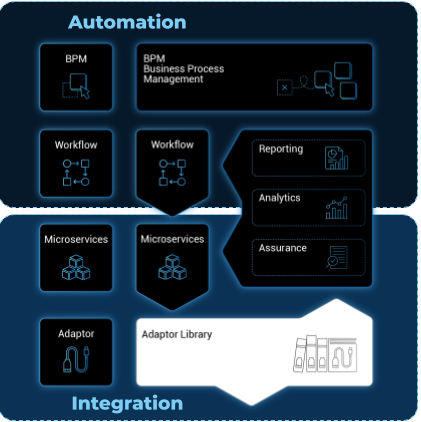 Automation
BPM
BPM
Business Process
Management
Workflow
Workflow
Reporting
Analytics
Assurance
Microservices
Microservices
Adaptor
Adaptor Library
Integration